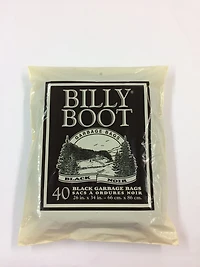 BILLY
BOOT®
GARBAGE BAGS
BLACK NOIR
40 BLACK GARBAGE BAGS
SACS A ORDURES NOIR
26 in. x 34 in. - 66 cm. x 86 cm.